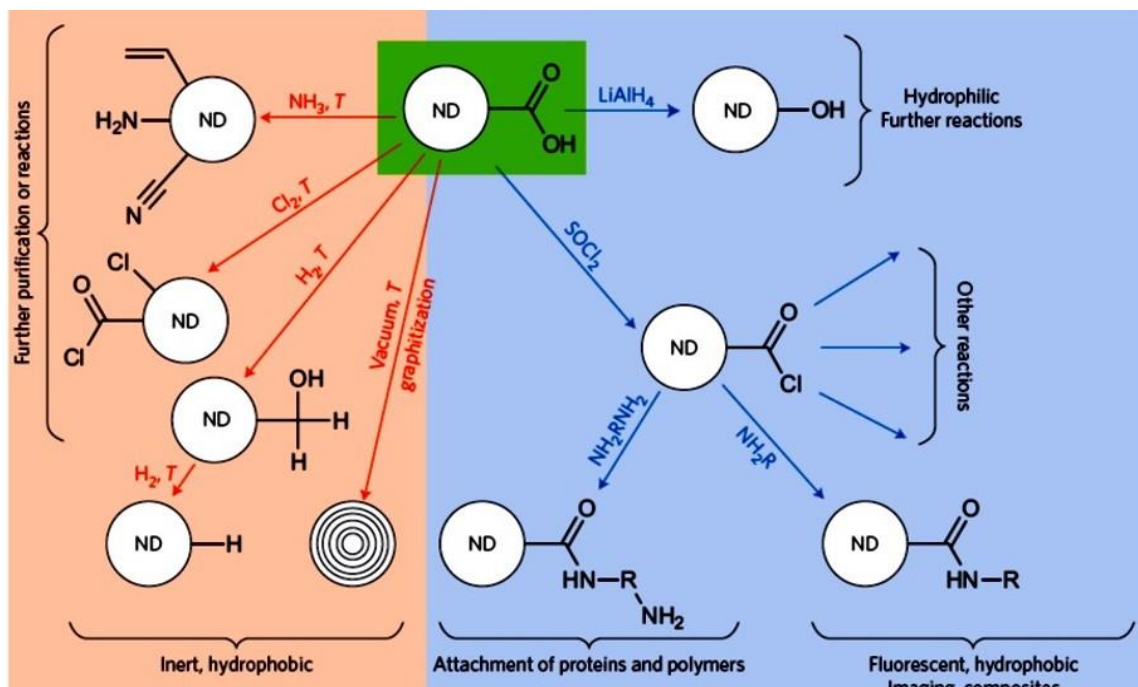 Further purification or reactions
H₂N
ND
N
NH₃, T
ND
O
OH
LiAlH₄
ND
OH
Hydrophilic
Further reactions
Cl₂, T
H₂, T
Vacuum, T
graphitization
SOCl₂
O
Cl
Cl
ND
ND
OH
H
H
ND
O
Cl
Other reactions
H₂, T
NH₂RNH₂
NH₂R
ND
H
ND
O
HN
R
NH₂
ND
O
HN
R
Inert, hydrophobic
Attachment of proteins and polymers
Fluorescent, hydrophobic
Imaging, composites